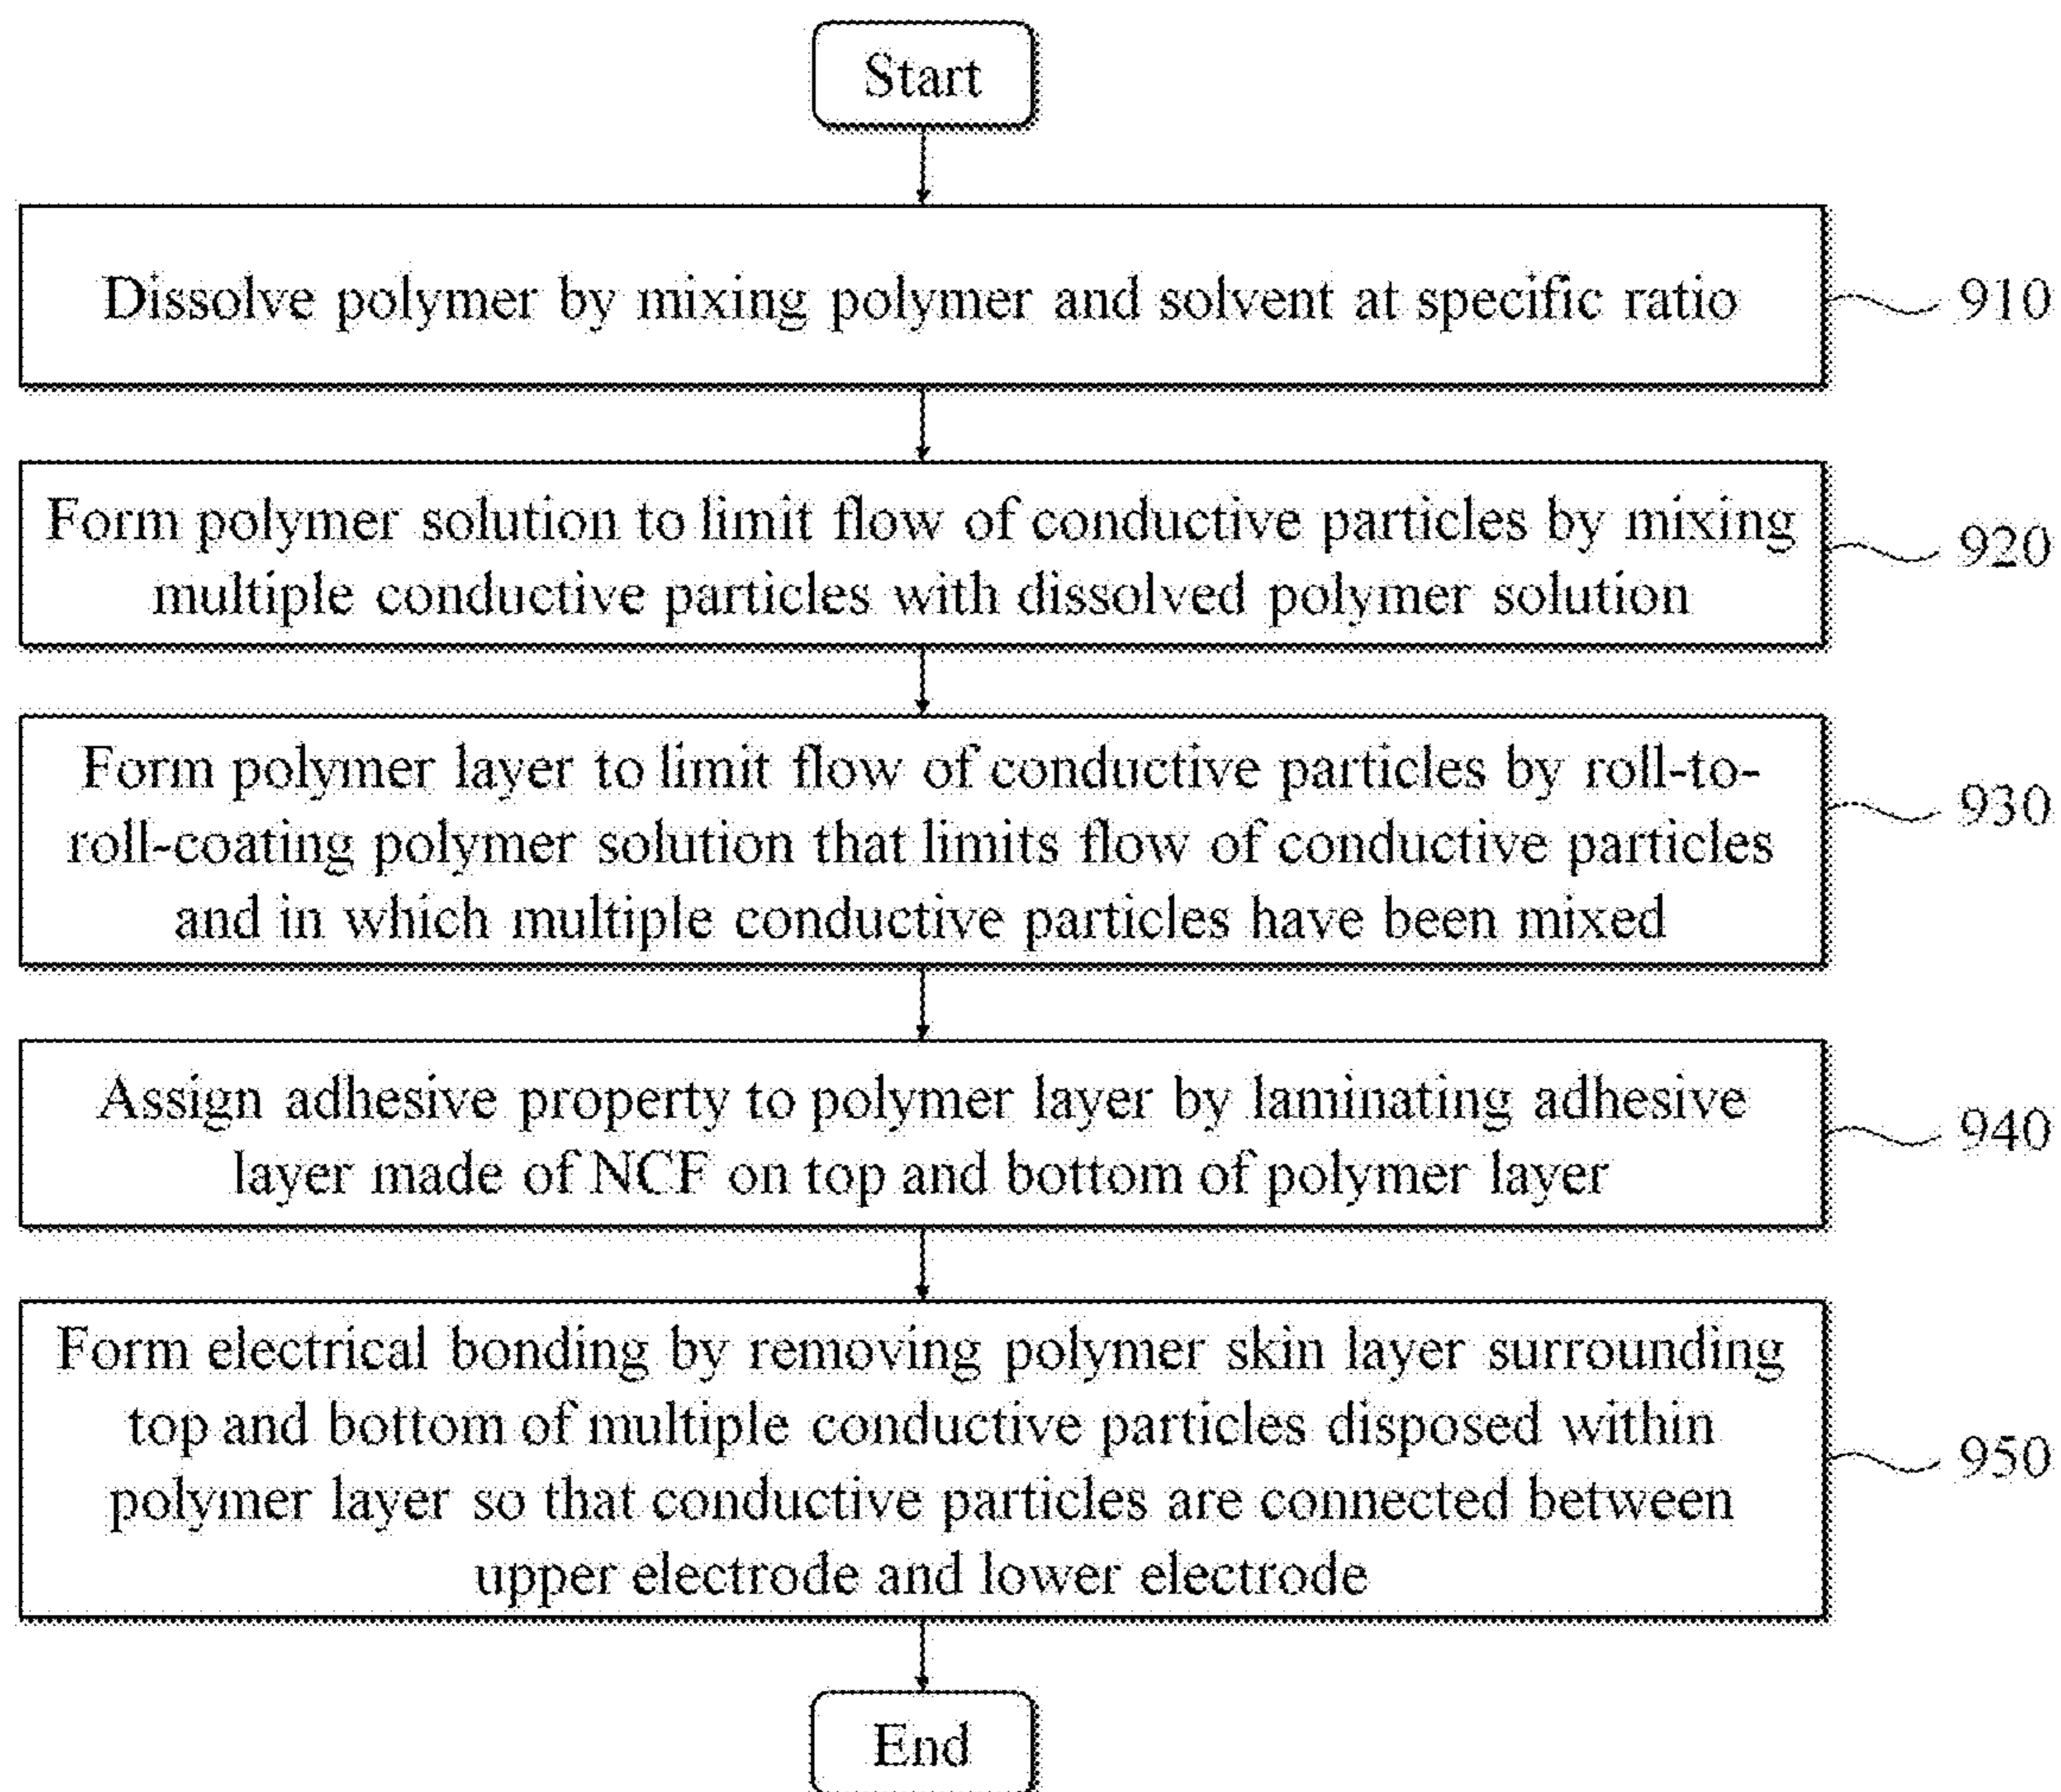 Start
Dissolve polymer by mixing polymer and solvent at specific ratio
910
Form polymer solution to limit flow of conductive particles by mixing
multiple conductive particles with dissolved polymer solution
920
Form polymer layer to limit flow of conductive particles by roll-to-
roll-coating polymer solution that limits flow of conductive particles
and in which multiple conductive particles have been mixed
930
Assign adhesive property to polymer layer by laminating adhesive
layer made of NCF on top and bottom of polymer layer
940
Form electrical bonding by removing polymer skin layer surrounding
top and bottom of multiple conductive particles disposed within
polymer layer so that conductive particles are connected between
upper electrode and lower electrode
950
End